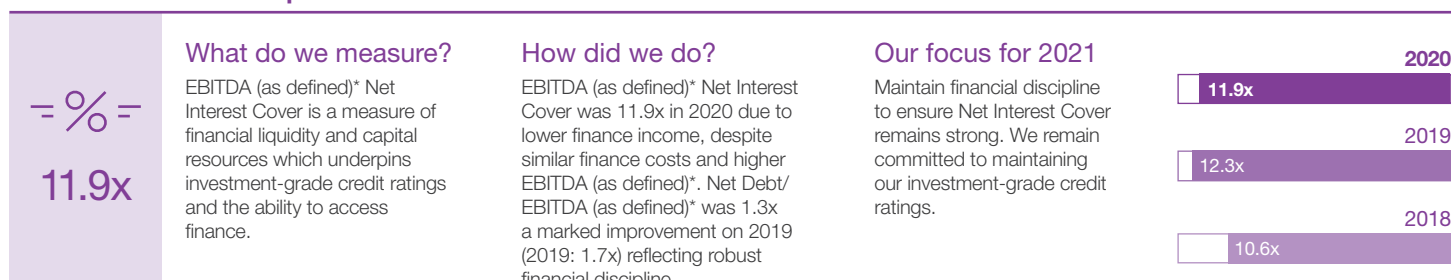 = % =
11.9x
What do we measure?
EBITDA (as defined)* Net
Interest Cover is a measure of
financial liquidity and capital
resources which underpins
investment-grade credit ratings
and the ability to access
finance.
How did we do?
EBITDA (as defined)* Net Interest
Cover was 11.9x in 2020 due to
lower finance income, despite
similar finance costs and higher
EBITDA (as defined)*. Net Debt/
EBITDA (as defined)* was 1.3x
a marked improvement on 2019
(2019: 1.7x) reflecting robust
financial discipline
Our focus for 2021
Maintain financial discipline
to ensure Net Interest Cover
remains strong. We remain
committed to maintaining
our investment-grade credit
ratings.
2020
11.9x
2019
12.3x
2018
10.6x